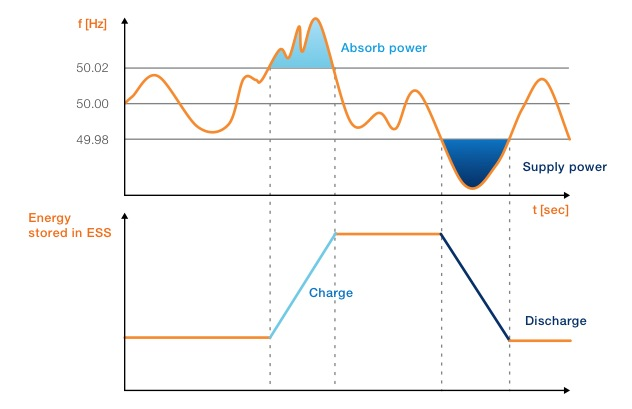 f [Hz]
Absorb power
50.02
50.00
49.98
Supply power
t [sec]
Energy
stored in ESS
Charge
Discharge